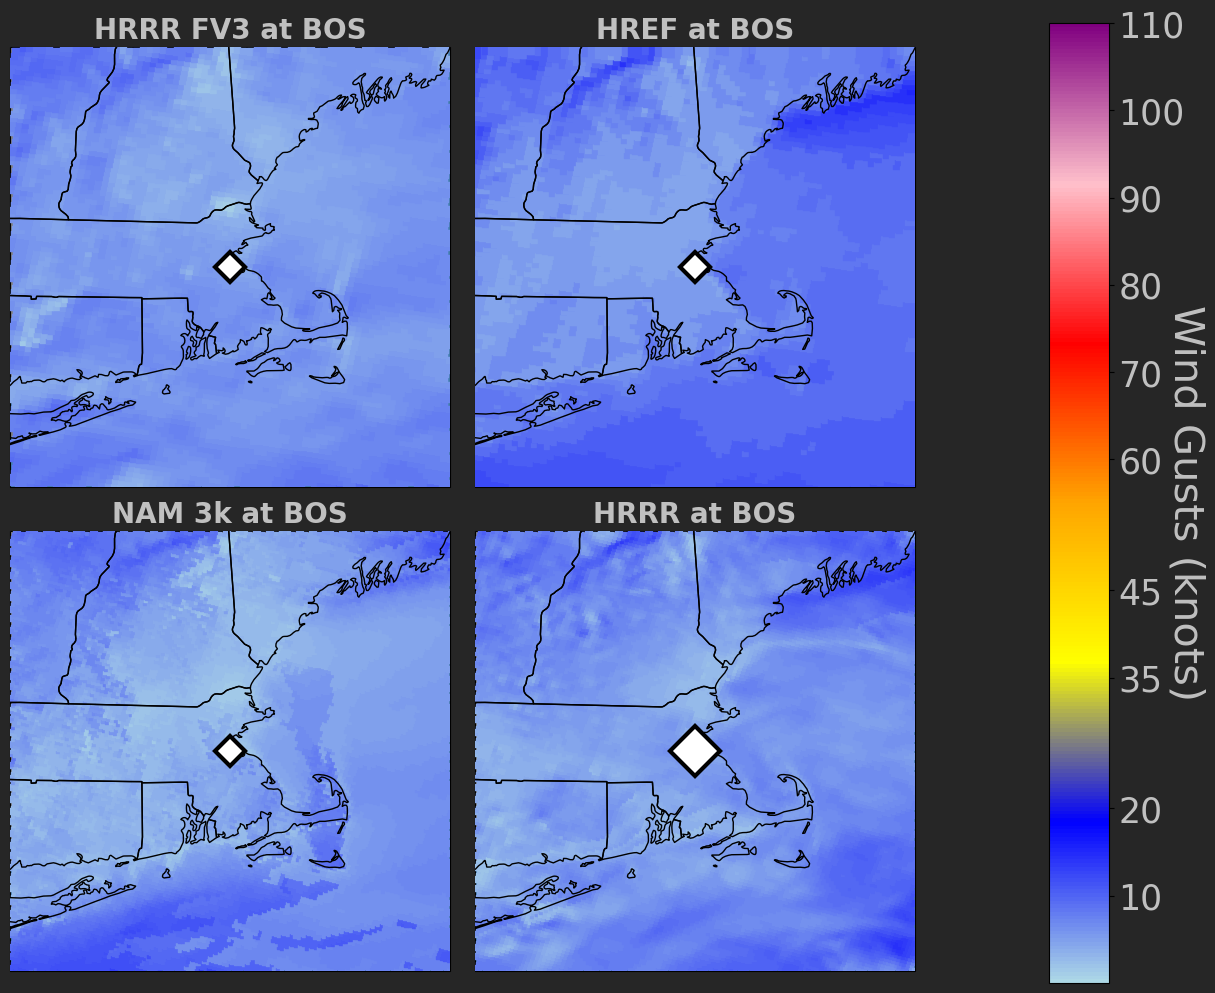 HRRR FV3 at BOS
HREF at BOS
NAM 3k at BOS
HRRR at BOS
110
100
90
80
70
60
45
35
20
10
Wind Gusts (knots)